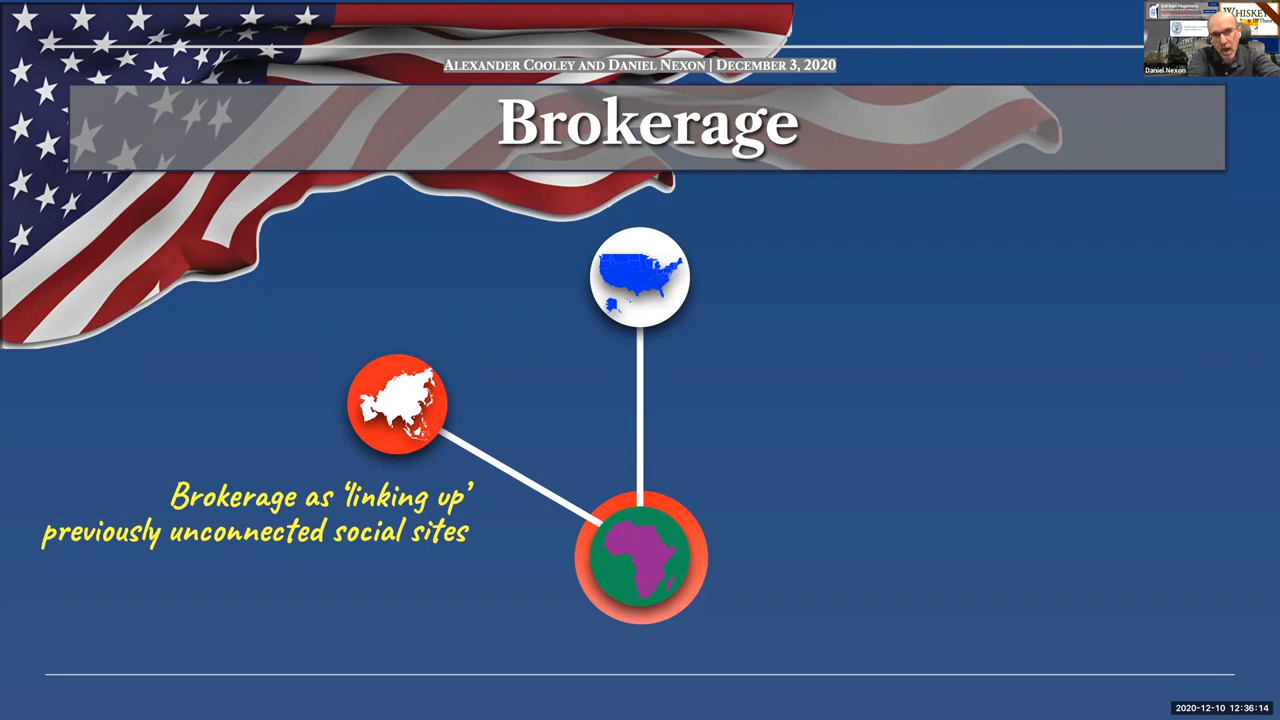 ALEXANDER COOLEY AND DANIEL NEXON | DECEMBER 3, 2020
Brokerage
Brokerage as ‘linking up’
previously unconnected social sites
WHISKEY
Daniel Nexon
2020-12-10 12:36:14